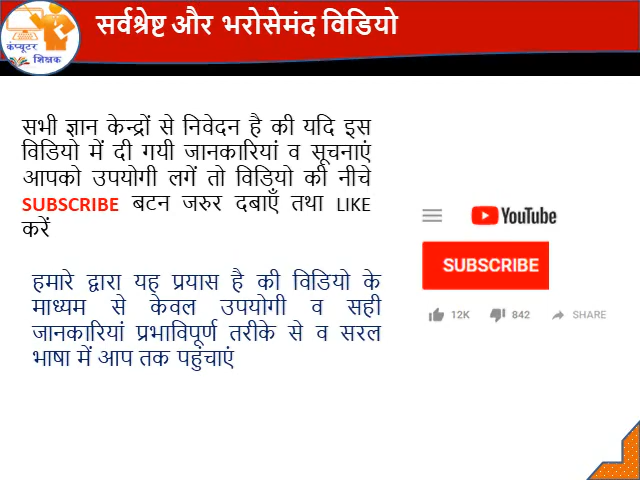 सर्वश्रेष्ट और भरोसेमंद विडियो
कंप्यूटर
शिक्षक
सभी ज्ञान केन्द्रों से निवेदन है की यदि इस
विडियो में दी गयी जानकारियां व सूचनाएं
आपको उपयोगी लगें तो विडियो की नीचे
SUBSCRIBE बटन जरुर दबाएँ तथा LIKE
करें
हमारे द्वारा यह प्रयास है की विडियो के
माध्यम से केवल उपयोगी व सही
जानकारियां प्रभाविपूर्ण तरीके से व सरल
भाषा में आप तक पहुंचाएं
YouTube
SUBSCRIBE
12K 842 SHARE